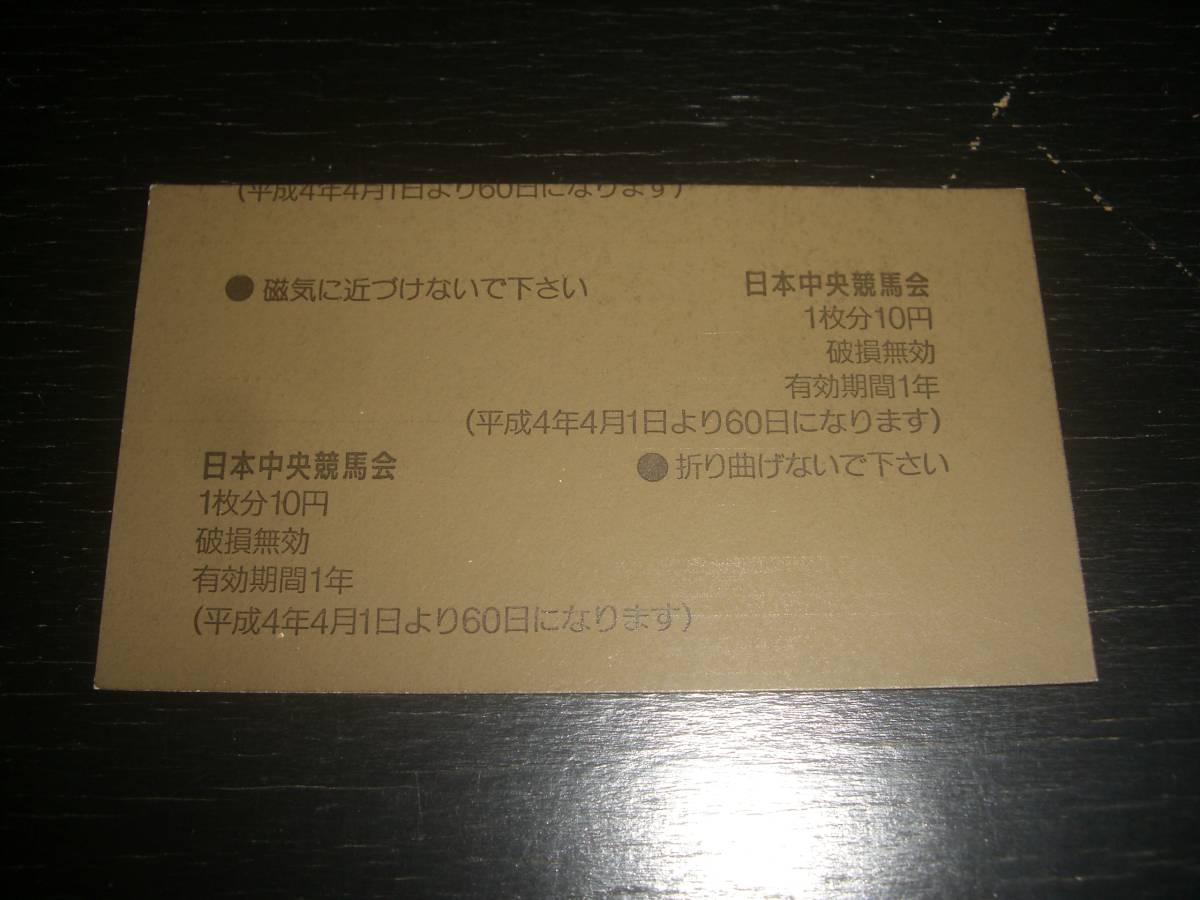 (平成4年4月1日より60日になります)
●磁気に近づけないで下さい
日本中央競馬会
1枚分10円
破損無効
有効期間1年
(平成4年4月1日より60日になります)
●折り曲げないで下さい
日本中央競馬会
1枚分10円
破損無効
有効期間1年
(平成4年4月1日より60日になります)